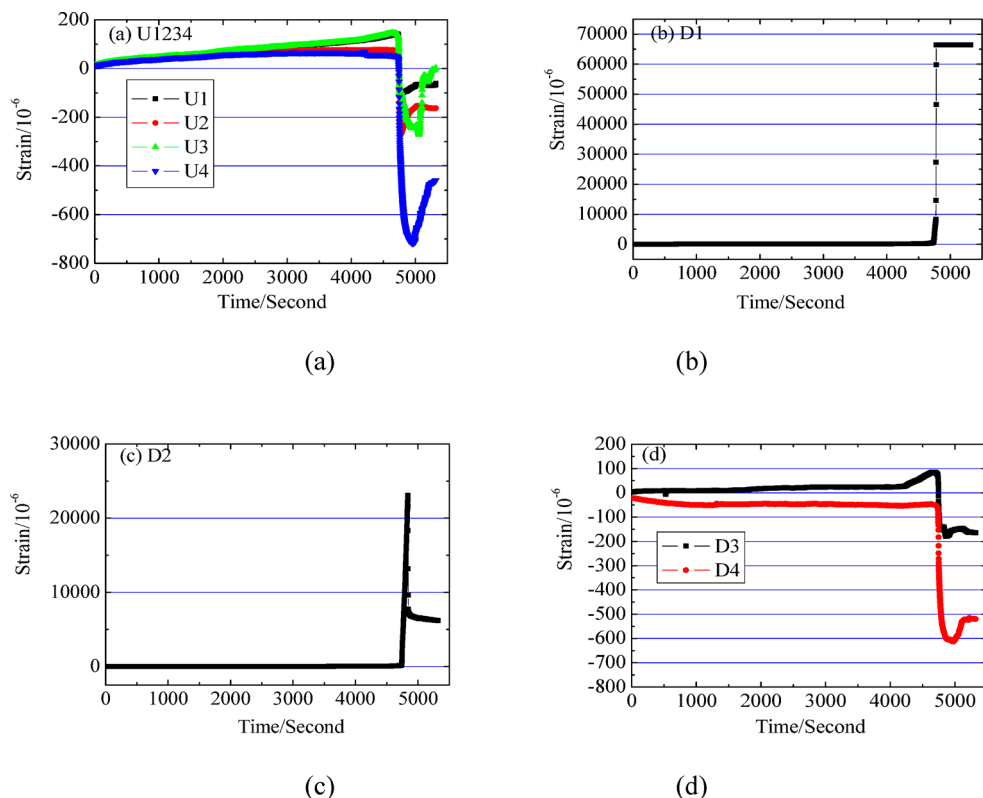 (a) U1234
Strain/10⁻⁶
200
0
-200
-400
-600
-800
U1
U2
U3
U4
0 1000 2000 3000 4000 5000
Time/Second
(a)
(b) D1
Strain/10⁻⁶
70000
60000
50000
40000
30000
20000
10000
0
0 1000 2000 3000 4000 5000
Time/Second
(b)
(c) D2
Strain/10⁻⁶
30000
20000
10000
0
0 1000 2000 3000 4000 5000
Time/Second
(c)
(d)
Strain/10⁻⁶
200
100
0
-100
-200
-300
-400
-500
-600
-700
-800
D3
D4
0 1000 2000 3000 4000 5000
Time/Second
(d)